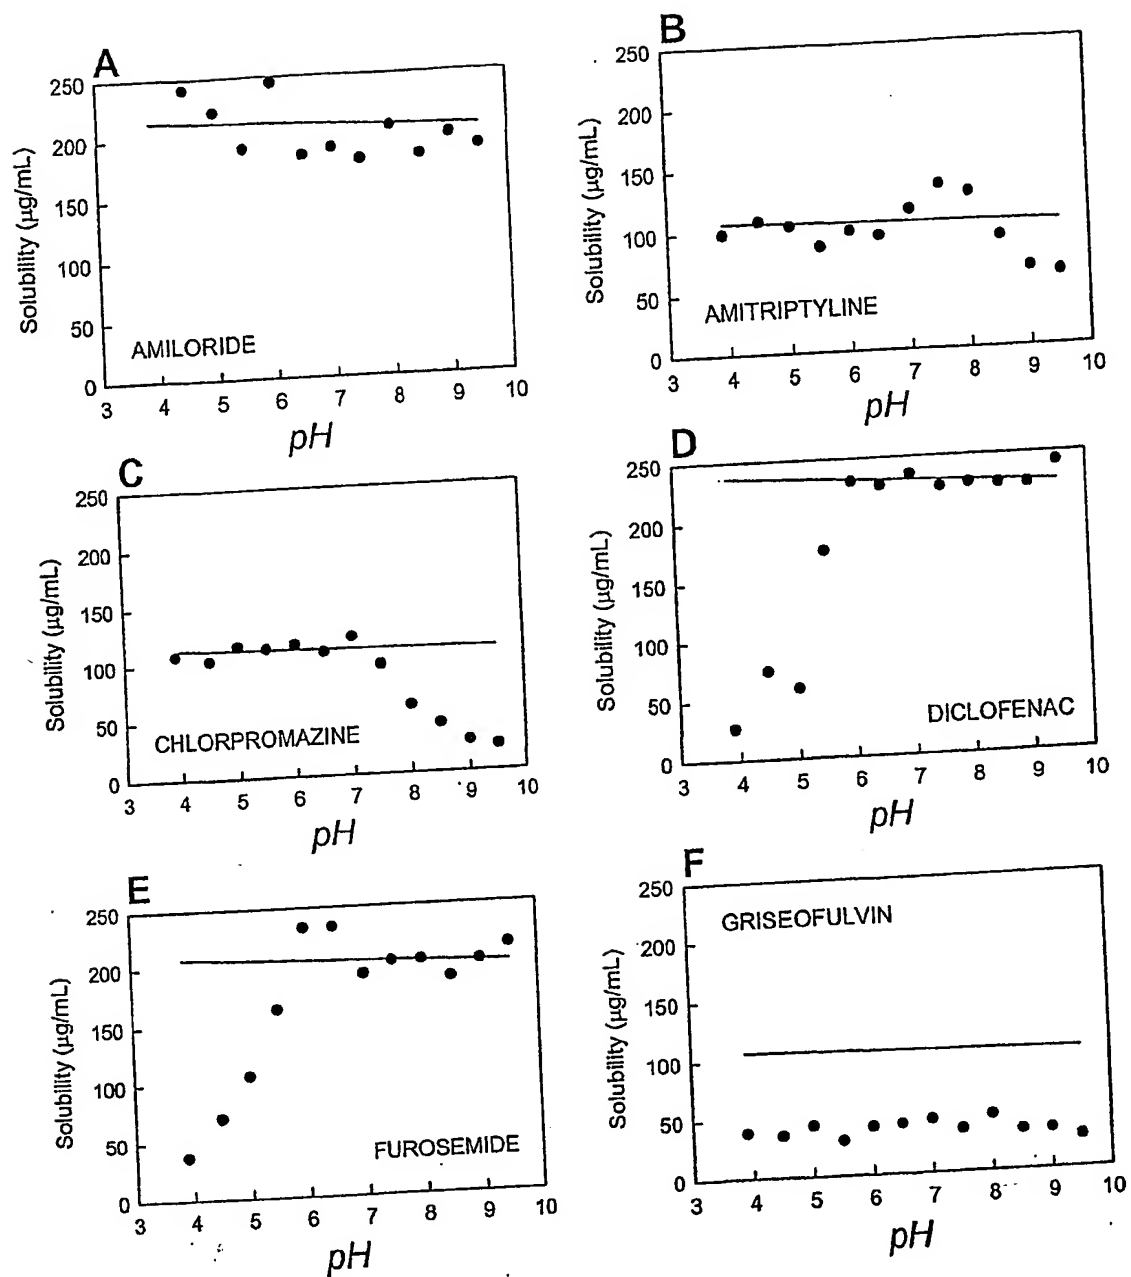 A
250
200
150
100
50
0
Solubility (µg/mL)
AMILORIDE
3 4 5 6 7 8 9 10
pH
B
250
200
150
100
50
0
Solubility (µg/mL)
AMITRIPTYLINE
3 4 5 6 7 8 9 10
pH
C
250
200
150
100
50
0
Solubility (µg/mL)
CHLORPROMAZINE
3 4 5 6 7 8 9 10
pH
D
250
200
150
100
50
0
Solubility (µg/mL)
DICLOFENAC
3 4 5 6 7 8 9 10
pH
E
250
200
150
100
50
0
Solubility (µg/mL)
FUROSEMIDE
3 4 5 6 7 8 9 10
pH
F
250
200
150
100
50
0
Solubility (µg/mL)
GRISEOFULVIN
3 4 5 6 7 8 9 10
pH